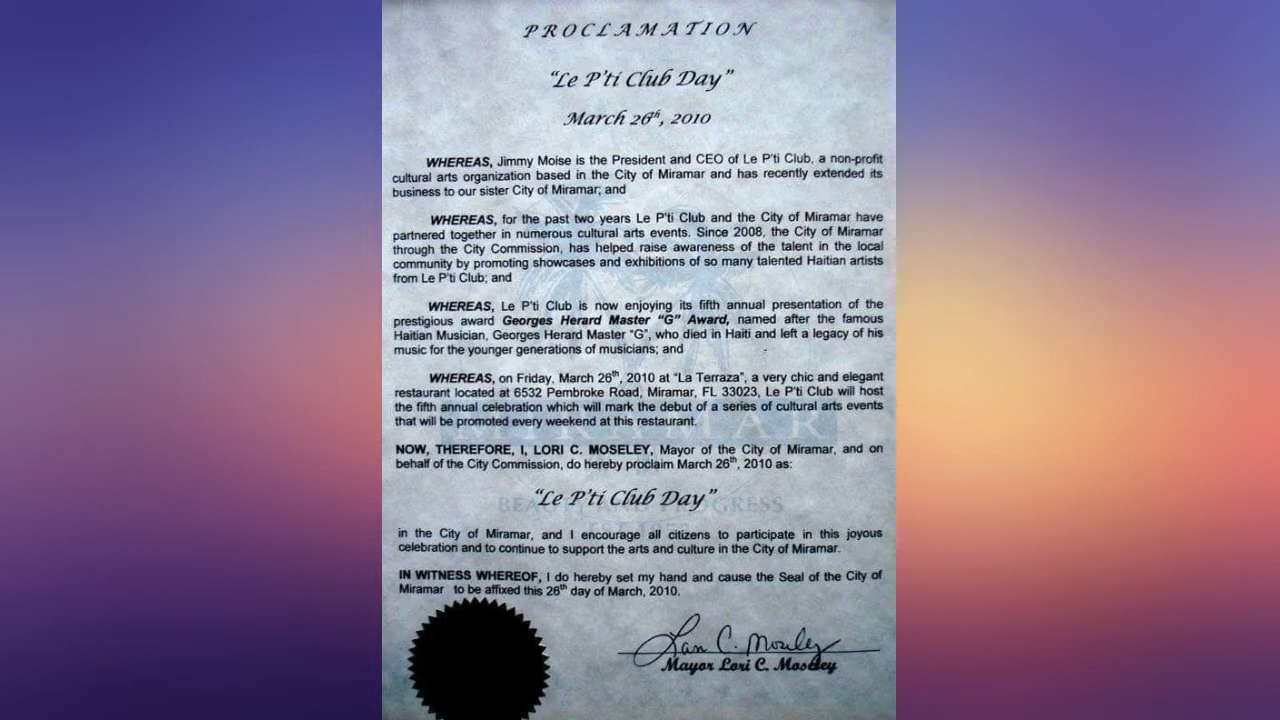 PROCLAMATION
"Le P'ti Club Day"
March 26th, 2010
WHEREAS, Jimmy Moise is the President and CEO of Le P'ti Club, a non-profit
cultural arts organization based in the City of Miramar and has recently extended its
business to our sister City of Miramar; and
WHEREAS, for the past two years Le P'ti Club and the City of Miramar have
partnered together in numerous cultural arts events. Since 2008, the City of Miramar
through the City Commission, has helped raise awareness of the talent in the local
community by promoting showcases and exhibitions of so many talented Haitian artists
from Le P'ti Club; and
WHEREAS, Le P'ti Club is now enjoying its fifth annual presentation of the
prestigious award Georges Herard Master "G" Award, named after the famous
Haitian Musician, Georges Herard Master "G", who died in Haiti and left a legacy of his
music for the younger generations of musicians; and
WHEREAS, on Friday, March 26th, 2010 at "La Terraza", a very chic and elegant
restaurant located at 6532 Pembroke Road, Miramar, FL 33023, Le P'ti Club will host
the fifth annual celebration which will mark the debut of a series of cultural arts events
that will be promoted every weekend at this restaurant.
MIRAMAR
NOW, THEREFORE, I, LORI C. MOSELEY, Mayor of the City of Miramar, and on
behalf of the City Commission, do hereby proclaim March 26th, 2010 as:
"Le P'ti Club Day"
in the City of Miramar, and I encourage all citizens to participate in this joyous
celebration and to continue to support the arts and culture in the City of Miramar.
IN WITNESS WHEREOF, I do hereby set my hand and cause the Seal of the City of
Miramar to be affixed this 26th day of March, 2010.
Lori C. Moseley
Mayor Lori C. Moseley